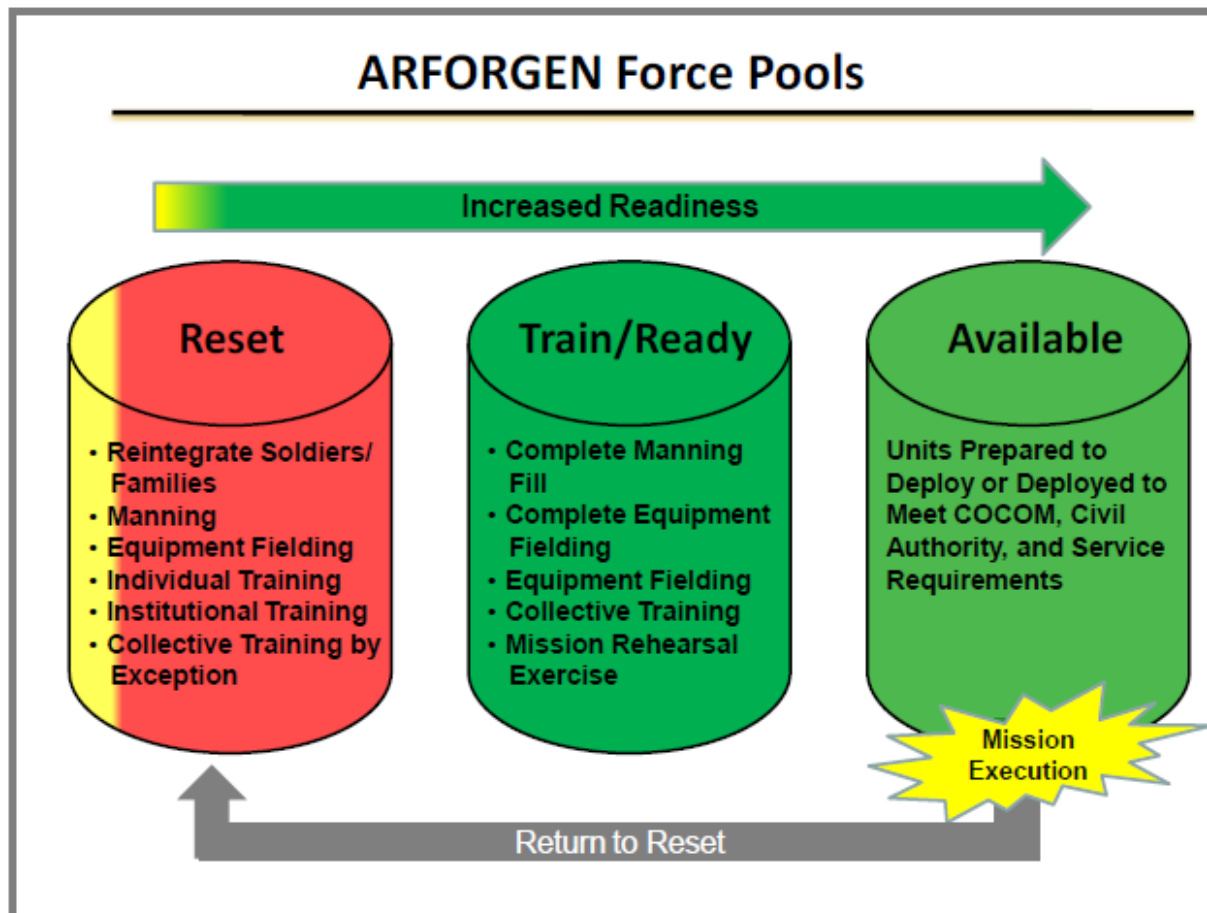 ARFORGEN Force Pools
Increased Readiness
Reset
• Reintegrate Soldiers/
Families
• Manning
• Equipment Fielding
• Individual Training
• Institutional Training
• Collective Training by
Exception
Train/Ready
• Complete Manning
Fill
• Complete Equipment
Fielding
• Equipment Fielding
• Collective Training
• Mission Rehearsal
Exercise
Available
Units Prepared to
Deploy or Deployed to
Meet COCOM, Civil
Authority, and Service
Requirements
Mission
Execution
Return to Reset